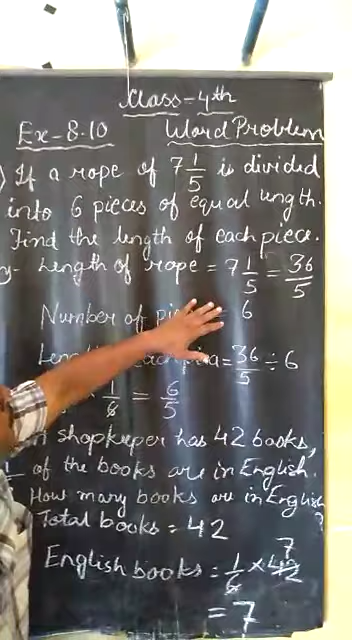 Class - 4th
Ex-8.10 Word Problem
) If a rope of 7 1/5 is divided
into 6 pieces of equal length.
Find the length of each piece.
Length of rope = 7 1/5 = 36/5
Number of = 6
= 36/5 ÷ 6
1/6 = 6/5
shopkeeper has 42 books,
of the books are in English.
How many books are in English
?
Total books = 42
7
English books = 1/6 × 42
= 7